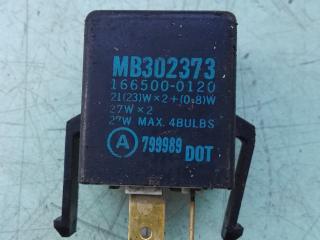 MB302373
166500-0120
21(23)W×2+(0.8)W
27W×2
27W MAX. 4BULBS
A 799989 DOT